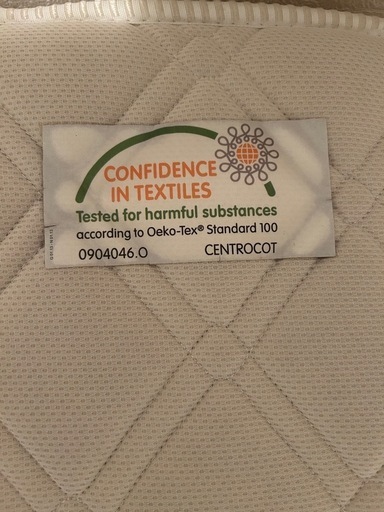 CONFIDENCE
IN TEXTILES
Tested for harmful substances
according to Oeko-Tex® Standard 100
0904046.O CENTROCOT